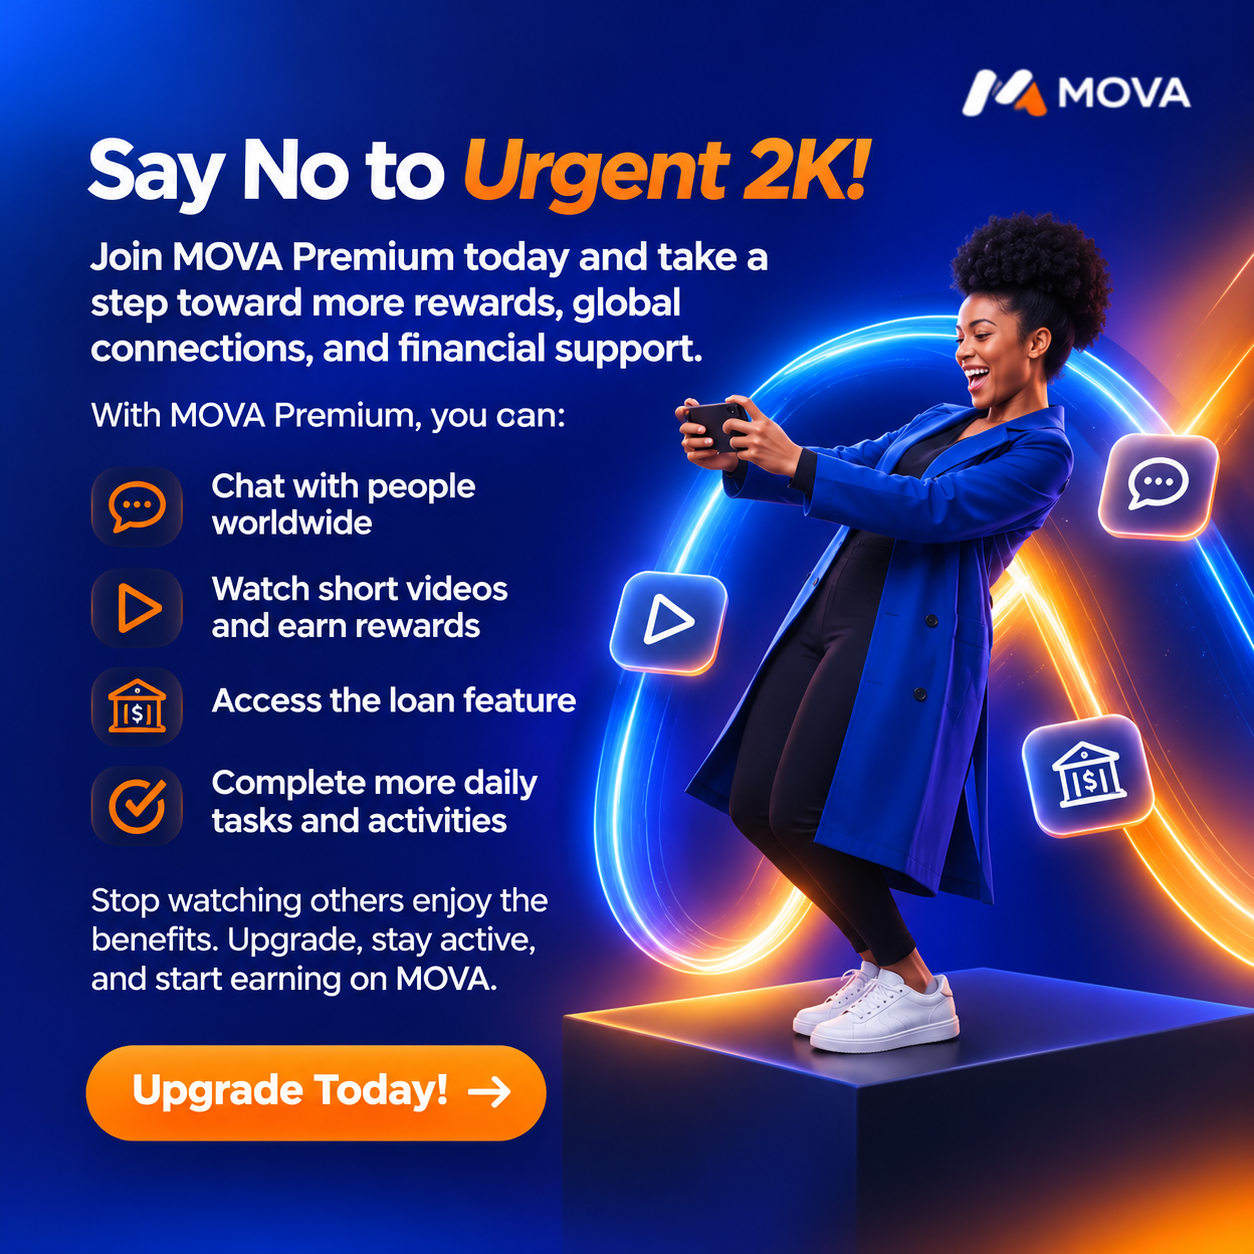 MOVA
Say No to Urgent 2K!
Join MOVA Premium today and take a
step toward more rewards, global
connections, and financial support.
With MOVA Premium, you can:
Chat with people
worldwide
Watch short videos
and earn rewards
$
Access the loan feature
Complete more daily
tasks and activities
$
Stop watching others enjoy the
benefits. Upgrade, stay active,
and start earning on MOVA.
Upgrade Today!